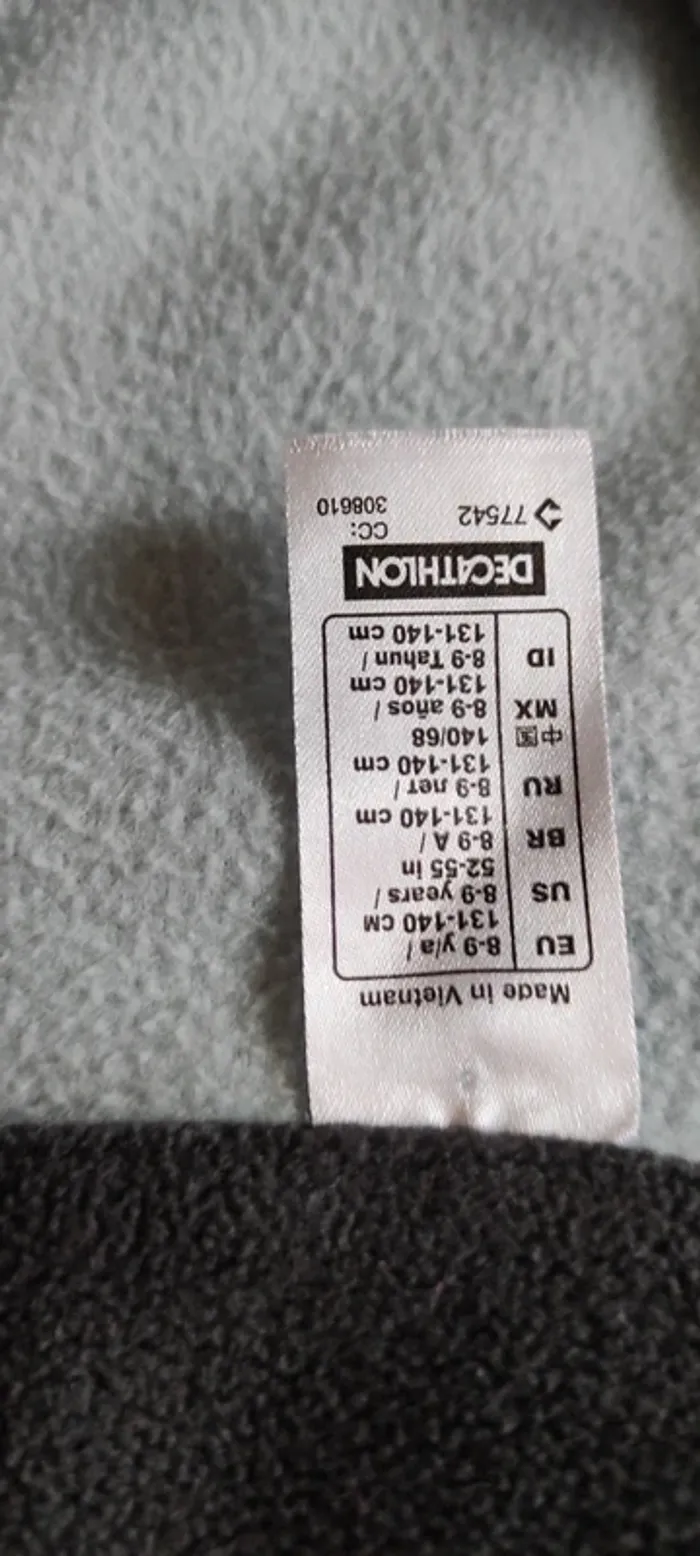 Made in Vietnam
EU 8-9 y/a /
131-140 CM
US 8-9 years /
52-55 in
BR 8-9 A /
131-140 cm
RU 8-9 лет /
131-140 cm
中国 140/68
MX 8-9 años /
131-140 cm
ID 8-9 Tahun /
131-140 cm
DECATHLON
77542 CC:
308610